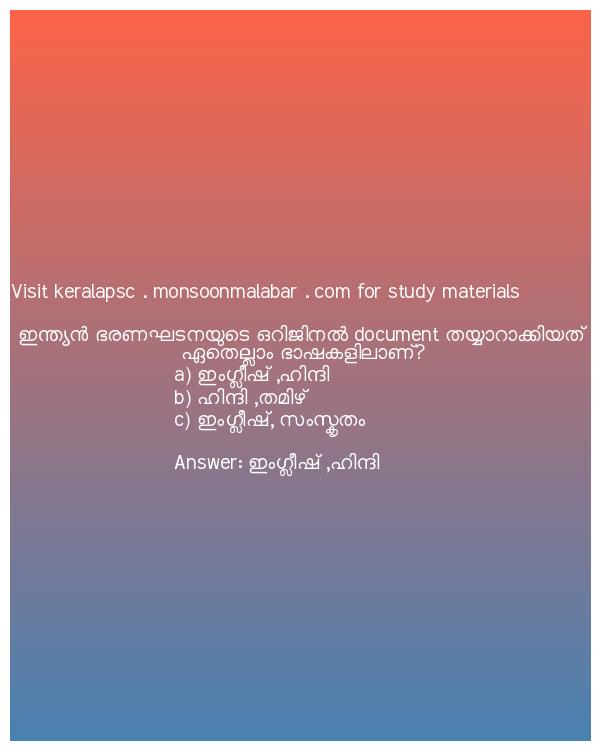 Visit keralapsc . monsoonmalabar . com for study materials
ഇന്ത്യൻ ഭരണഘടനയുടെ ഒറിജിനൽ document തയ്യാറാക്കിയത്
ഏതെല്ലാം ഭാഷകളിലാണ്?
a) ഇംഗ്ലീഷ് ,ഹിന്ദി
b) ഹിന്ദി ,തമിഴ്
c) ഇംഗ്ലീഷ്, സംസ്കൃതം
Answer: ഇംഗ്ലീഷ് ,ഹിന്ദി